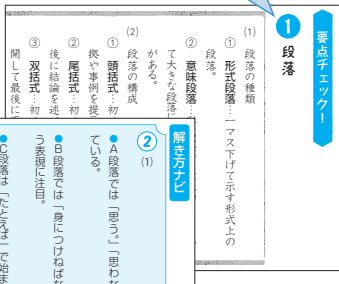 要点チェック!
1 段落
(1) 段落の種類
① 形式段落…一マス下げて示す形式上の
段落。
② 意味段落…
て大きな段落に
がある。
(2) 段落の構成
① 頭括式…初
拠や事例を提
② 尾括式…初
後に結論を述
③ 双括式…初
開して最後に
解き方ナビ
2
(1)
●A段落では「思う。」「思わな
ている。
●B段落では「身につけねばな
う表現に注目。
●C段落は「たとえば」で始ま